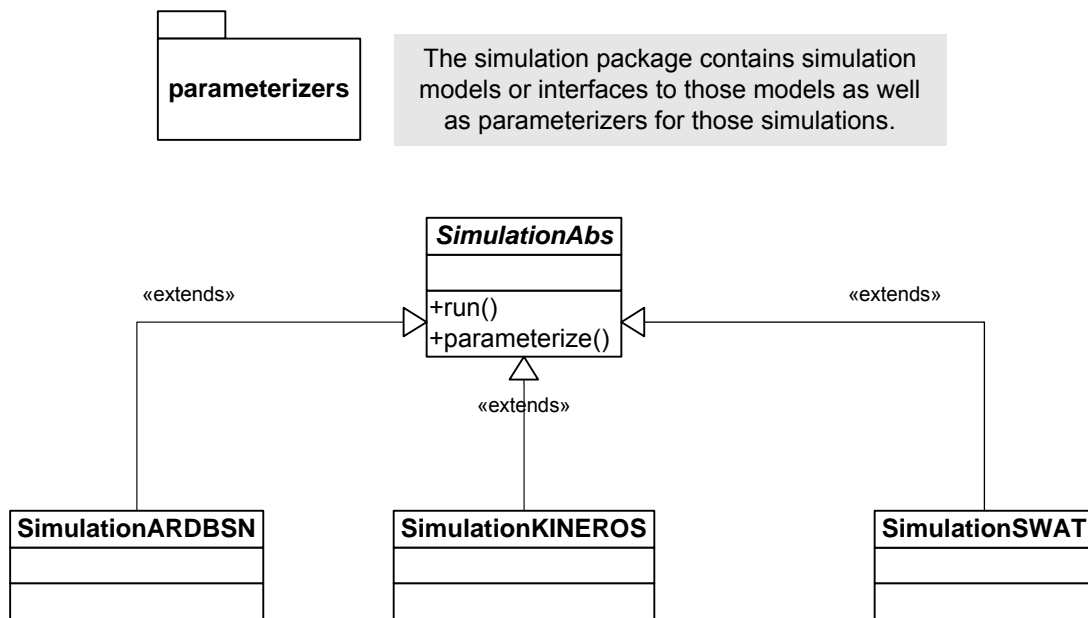 parameterizers
The simulation package contains simulation
models or interfaces to those models as well
as parameterizers for those simulations.
SimulationAbs
+run()
+parameterize()
«extends»
«extends»
«extends»
SimulationARDBSN
SimulationKINEROS
SimulationSWAT